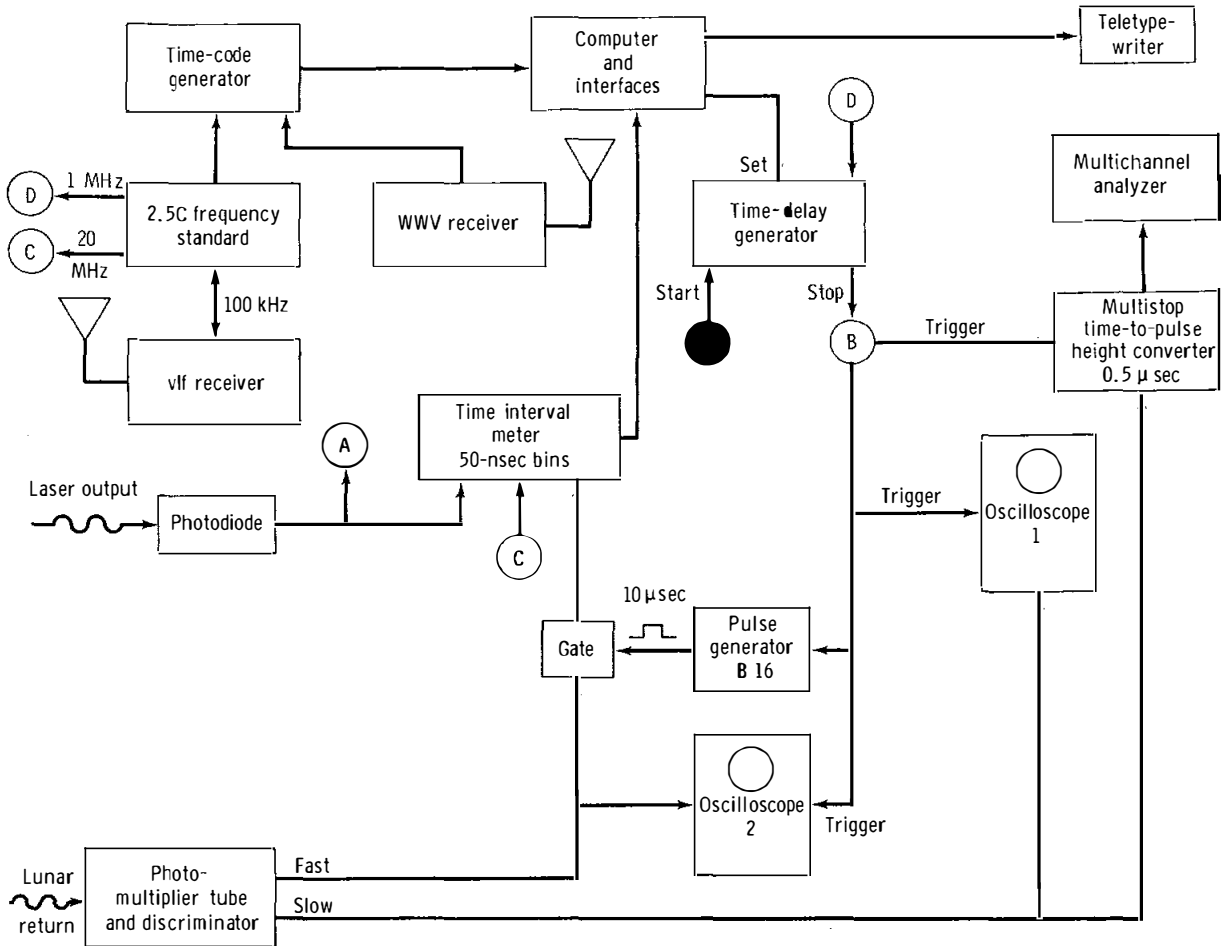 Time-code
generator
Computer
and
interfaces
Teletype-
writer
D
Set
Multichannel
analyzer
D
1 MHz
2.5C frequency
standard
C
20
MHz
WWV receiver
Time-delay
generator
Start
Stop
100 kHz
B
Trigger
Multistop
time-to-pulse
height converter
0.5 μsec
vlf receiver
Time interval
meter
50-nsec bins
A
Laser output
Photodiode
C
Trigger
Oscilloscope
1
10 μsec
Gate
Pulse
generator
B 16
Oscilloscope
2
Trigger
Lunar
return
Photo-
multiplier tube
and discriminator
Fast
Slow